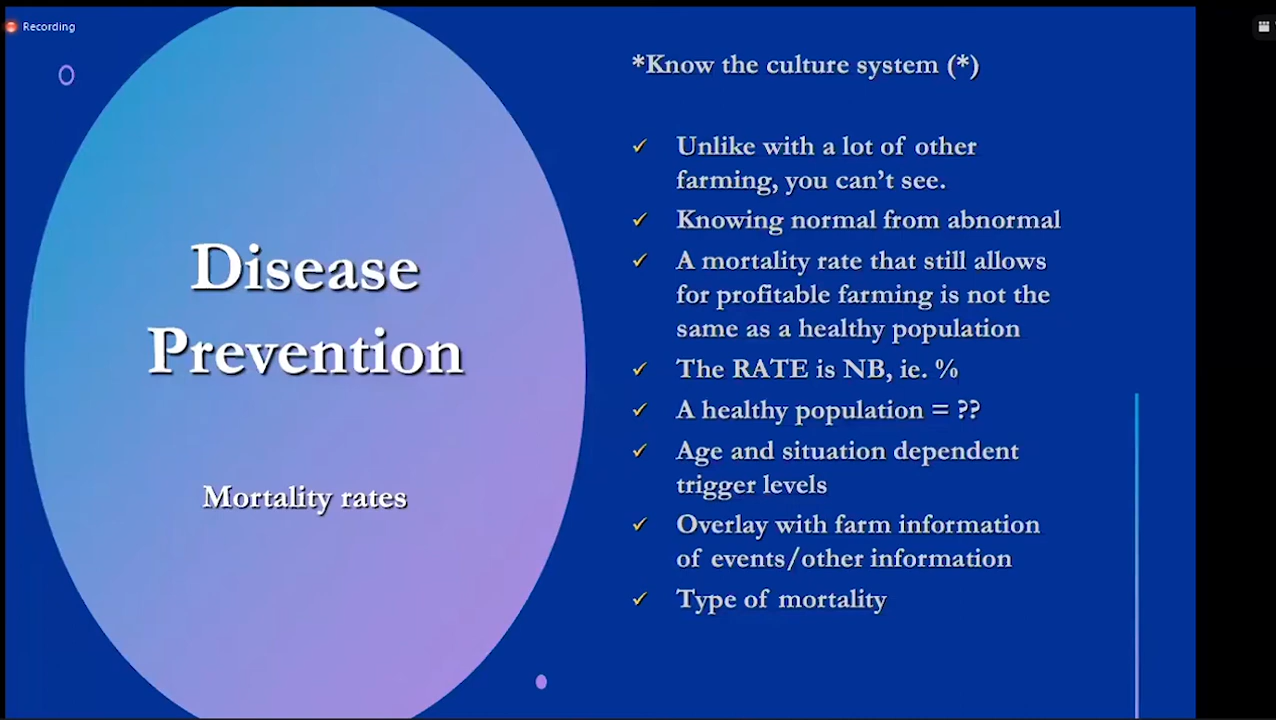 Recording
Disease
Prevention
Mortality rates
*Know the culture system (*)
✓ Unlike with a lot of other
farming, you can't see.
✓ Knowing normal from abnormal
✓ A mortality rate that still allows
for profitable farming is not the
same as a healthy population
✓ The RATE is NB, ie. %
✓ A healthy population = ??
✓ Age and situation dependent
trigger levels
✓ Overlay with farm information
of events/other information
✓ Type of mortality